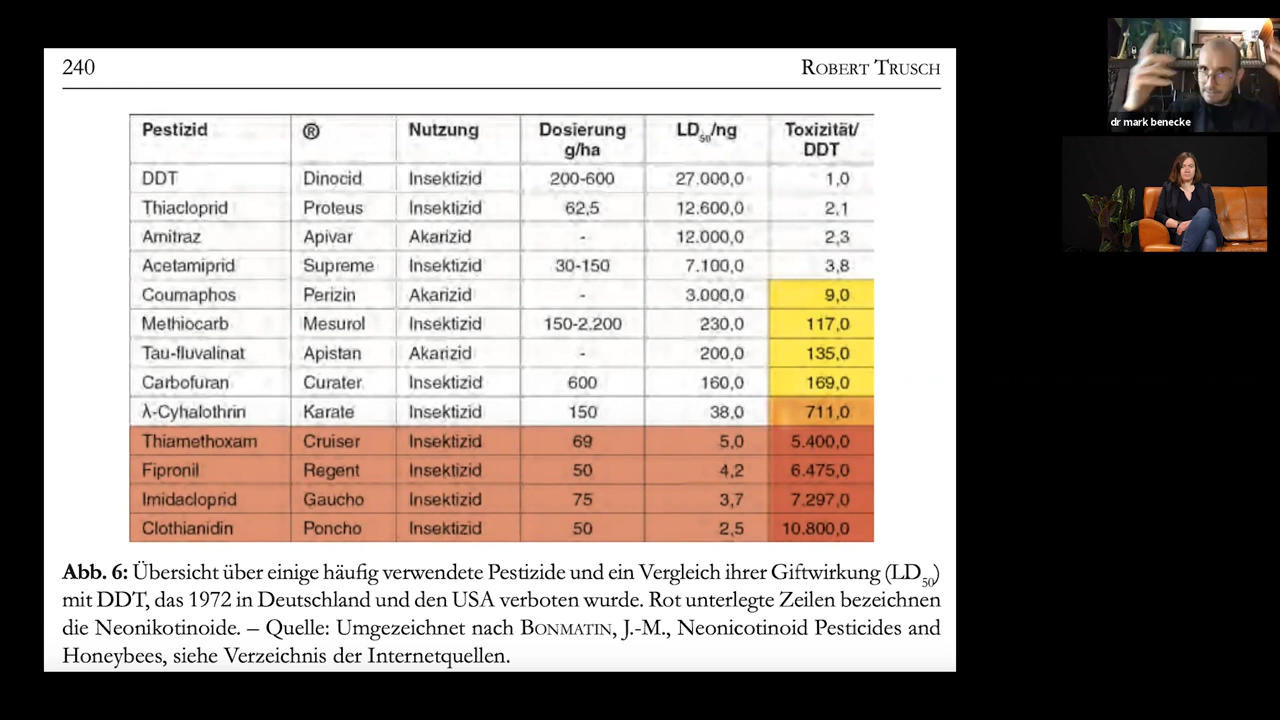 240 ROBERT TRUSCH
Pestizid ® Nutzung Dosierung g/ha LD50/ng Toxizität/ DDT
DDT Dinocid Insektizid 200-600 27.000,0 1,0
Thiacloprid Proteus Insektizid 62,5 12.600,0 2,1
Amitraz Apivar Akarizid - 12.000,0 2,3
Acetamiprid Supreme Insektizid 30-150 7.100,0 3,8
Coumaphos Perizin Akarizid - 3.000,0 9,0
Methiocarb Mesurol Insektizid 150-2.200 230,0 117,0
Tau-fluvalinat Apistan Akarizid - 200,0 135,0
Carbofuran Curater Insektizid 600 160,0 169,0
λ-Cyhalothrin Karate Insektizid 150 38,0 711,0
Thiamethoxam Cruiser Insektizid 69 5,0 5.400,0
Fipronil Regent Insektizid 50 4,2 6.475,0
Imidacloprid Gaucho Insektizid 75 3,7 7.297,0
Clothianidin Poncho Insektizid 50 2,5 10.800,0
Abb. 6: Übersicht über einige häufig verwendete Pestizide und ein Vergleich ihrer Giftwirkung (LD50)
mit DDT, das 1972 in Deutschland und den USA verboten wurde. Rot unterlegte Zeilen bezeichnen
die Neonikotinoide. – Quelle: Umgezeichnet nach BONMATIN, J.-M., Neonicotinoid Pesticides and
Honeybees, siehe Verzeichnis der Internetquellen.
dr mark benecke